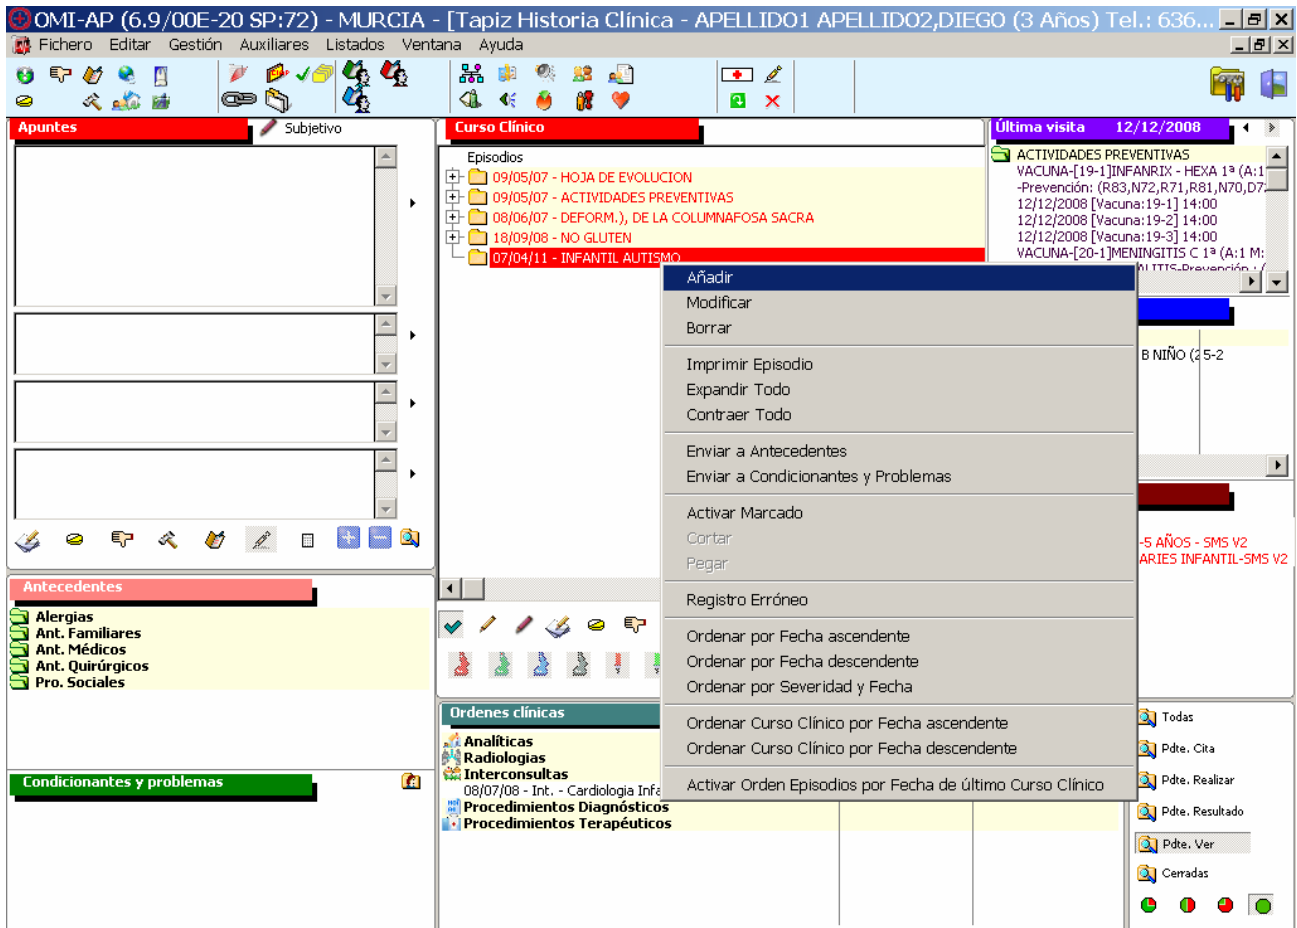 OMI-AP (6.9/00E-20 SP:72) - MURCIA - [Tapiz Historia Clínica - APELLIDO1 APELLIDO2,DIEGO (3 Años) Tel.: 636...
Fichero Editar Gestión Auxiliares Listados Ventana Ayuda
Apuntes
Subjetivo
Curso Clínico
Episodios
09/05/07 - HOJA DE EVOLUCION
09/05/07 - ACTIVIDADES PREVENTIVAS
08/06/07 - DEFORM.), DE LA COLUMNAFOSA SACRA
18/09/08 - NO GLUTEN
07/04/11 - INFANTIL AUTISMO
Última visita 12/12/2008
ACTIVIDADES PREVENTIVAS
VACUNA-[19-1]INFANRIX - HEXA 1ª (A:1
-Prevención: (R83,N72,R71,R81,N70,D7
12/12/2008 [Vacuna:19-1] 14:00
12/12/2008 [Vacuna:19-2] 14:00
12/12/2008 [Vacuna:19-3] 14:00
VACUNA-[20-1]MENINGITIS C 1ª (A:1 M:
Añadir
Modificar
Borrar
Imprimir Episodio
Expandir Todo
Contraer Todo
Enviar a Antecedentes
Enviar a Condicionantes y Problemas
Activar Marcado
Cortar
Pegar
Registro Erróneo
Ordenar por Fecha ascendente
Ordenar por Fecha descendente
Ordenar por Severidad y Fecha
Ordenar Curso Clínico por Fecha ascendente
Ordenar Curso Clínico por Fecha descendente
Activar Orden Episodios por Fecha de último Curso Clínico
B NIÑO (25-2
-5 AÑOS - SMS V2
ARIES INFANTIL-SMS V2
Antecedentes
Alergias
Ant. Familiares
Ant. Médicos
Ant. Quirúrgicos
Pro. Sociales
Condicionantes y problemas
Ordenes clínicas
Analíticas
Radiologias
Interconsultas
08/07/08 - Int. - Cardiologia Infa
Procedimientos Diagnósticos
Procedimientos Terapéuticos
Todas
Pdte. Cita
Pdte. Realizar
Pdte. Resultado
Pdte. Ver
Cerradas